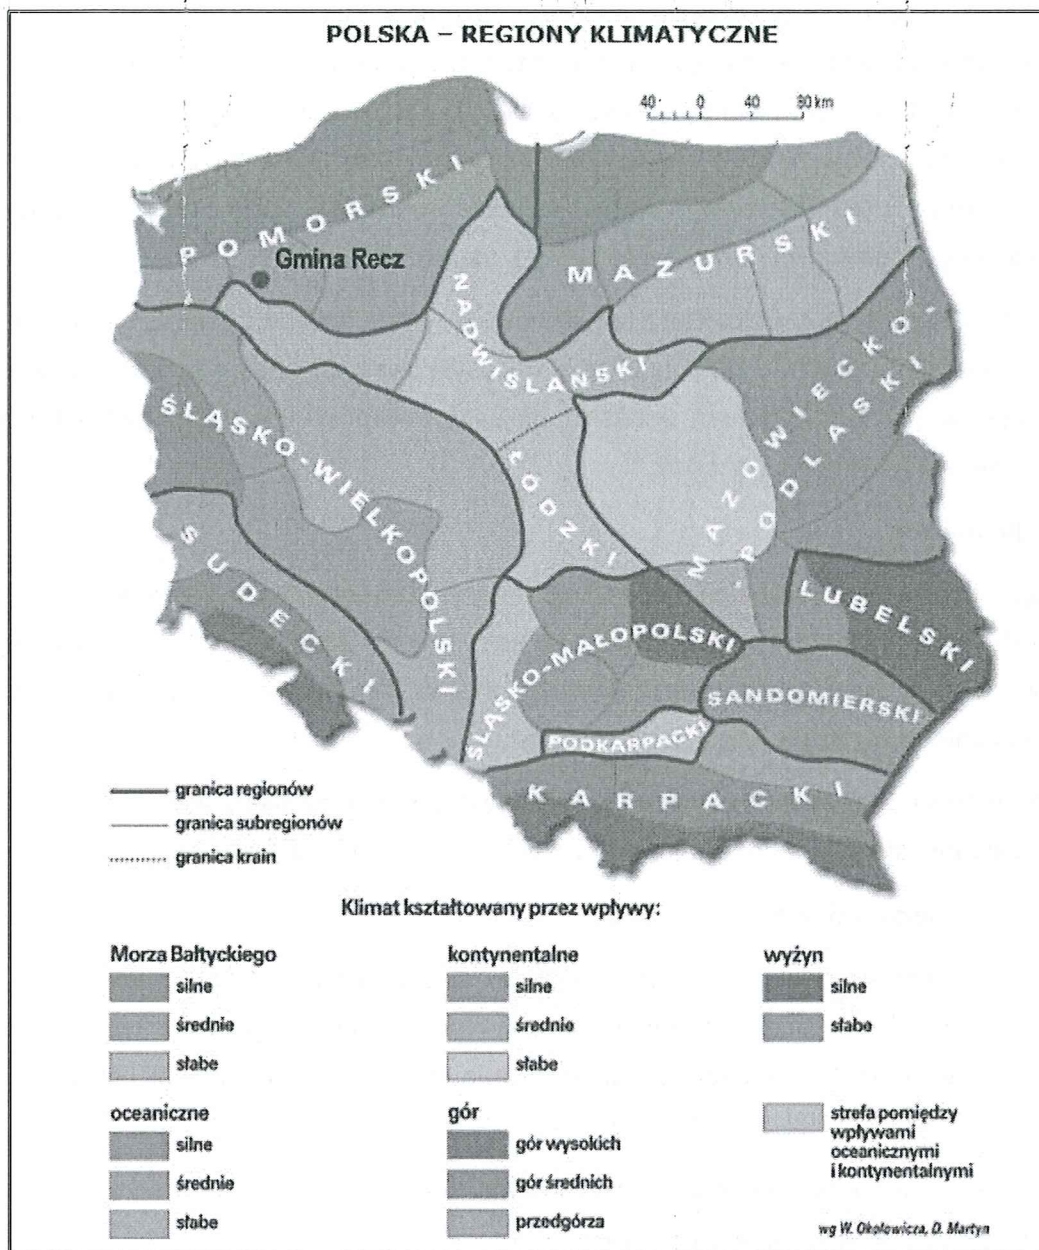 POLSKA – REGIONY KLIMATYCZNE
40 0 40 80 km
POMORSKI
Gmina Recz
MAZURSKI
NADWIŚLAŃSKI
MAZOWIECKO-
-PODLASKI
ŚLĄSKO-WIELKOPOLSKI
ŁÓDZKI
SUDECKI
LUBELSKI
ŚLĄSKO-MAŁOPOLSKI
SANDOMIERSKI
PODKARPACKI
KARPACKI
granica regionów
granica subregionów
granica krain
Klimat kształtowany przez wpływy:
Morza Bałtyckiego
silne
średnie
słabe
oceaniczne
silne
średnie
słabe
kontynentalne
silne
średnie
słabe
gór
gór wysokich
gór średnich
przedgórza
wyżyn
silne
słabe
strefa pomiędzy
wpływami
oceanicznymi
i kontynentalnymi
wg W. Okołowicza, D. Martyn